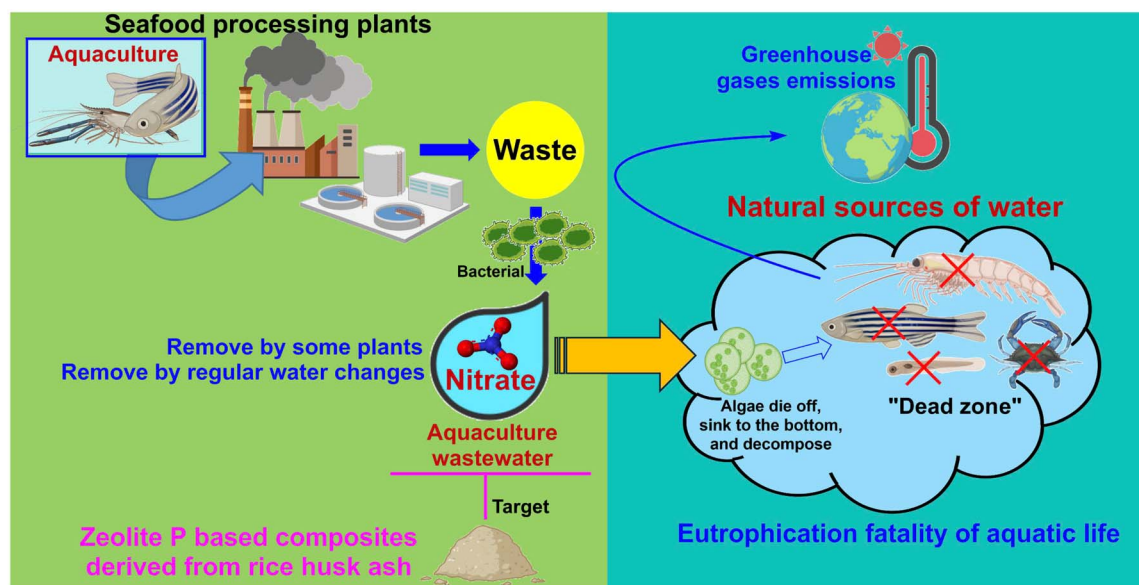 Seafood processing plants
Aquaculture
Waste
Bacterial
Remove by some plants
Remove by regular water changes
Nitrate
Aquaculture
wastewater
Target
Zeolite P based composites
derived from rice husk ash
Greenhouse
gases emissions
Natural sources of water
Algae die off,
sink to the bottom,
and decompose
"Dead zone"
Eutrophication fatality of aquatic life